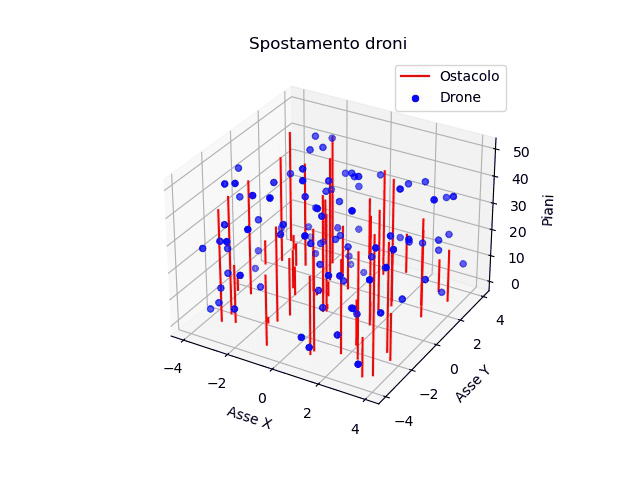 Spostamento droni
Ostacolo
Drone
50
40
30
20
10
0
Piani
−4
−2
0
2
4
Asse X
−4
−2
0
2
4
Asse Y